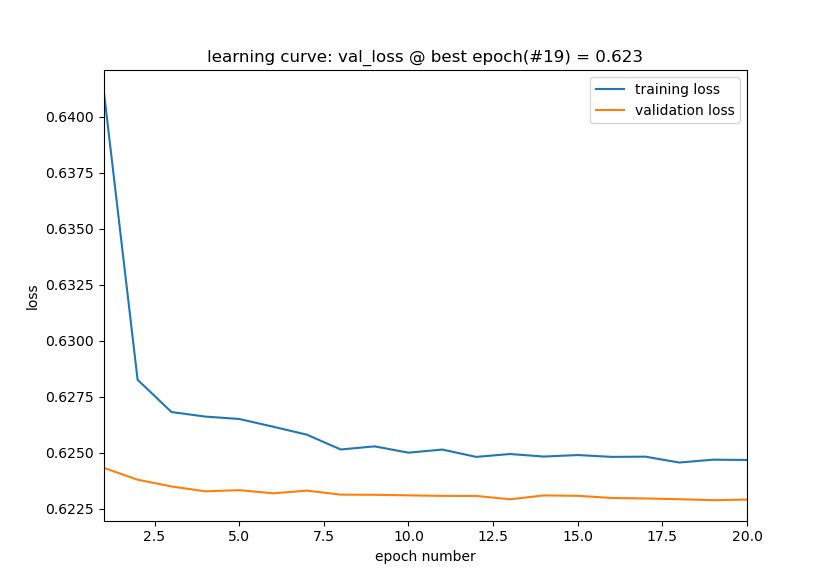 learning curve: val_loss @ best epoch(#19) = 0.623
training loss
validation loss
0.6400
0.6375
0.6350
0.6325
0.6300
0.6275
0.6250
0.6225
loss
2.5 5.0 7.5 10.0 12.5 15.0 17.5 20.0
epoch number